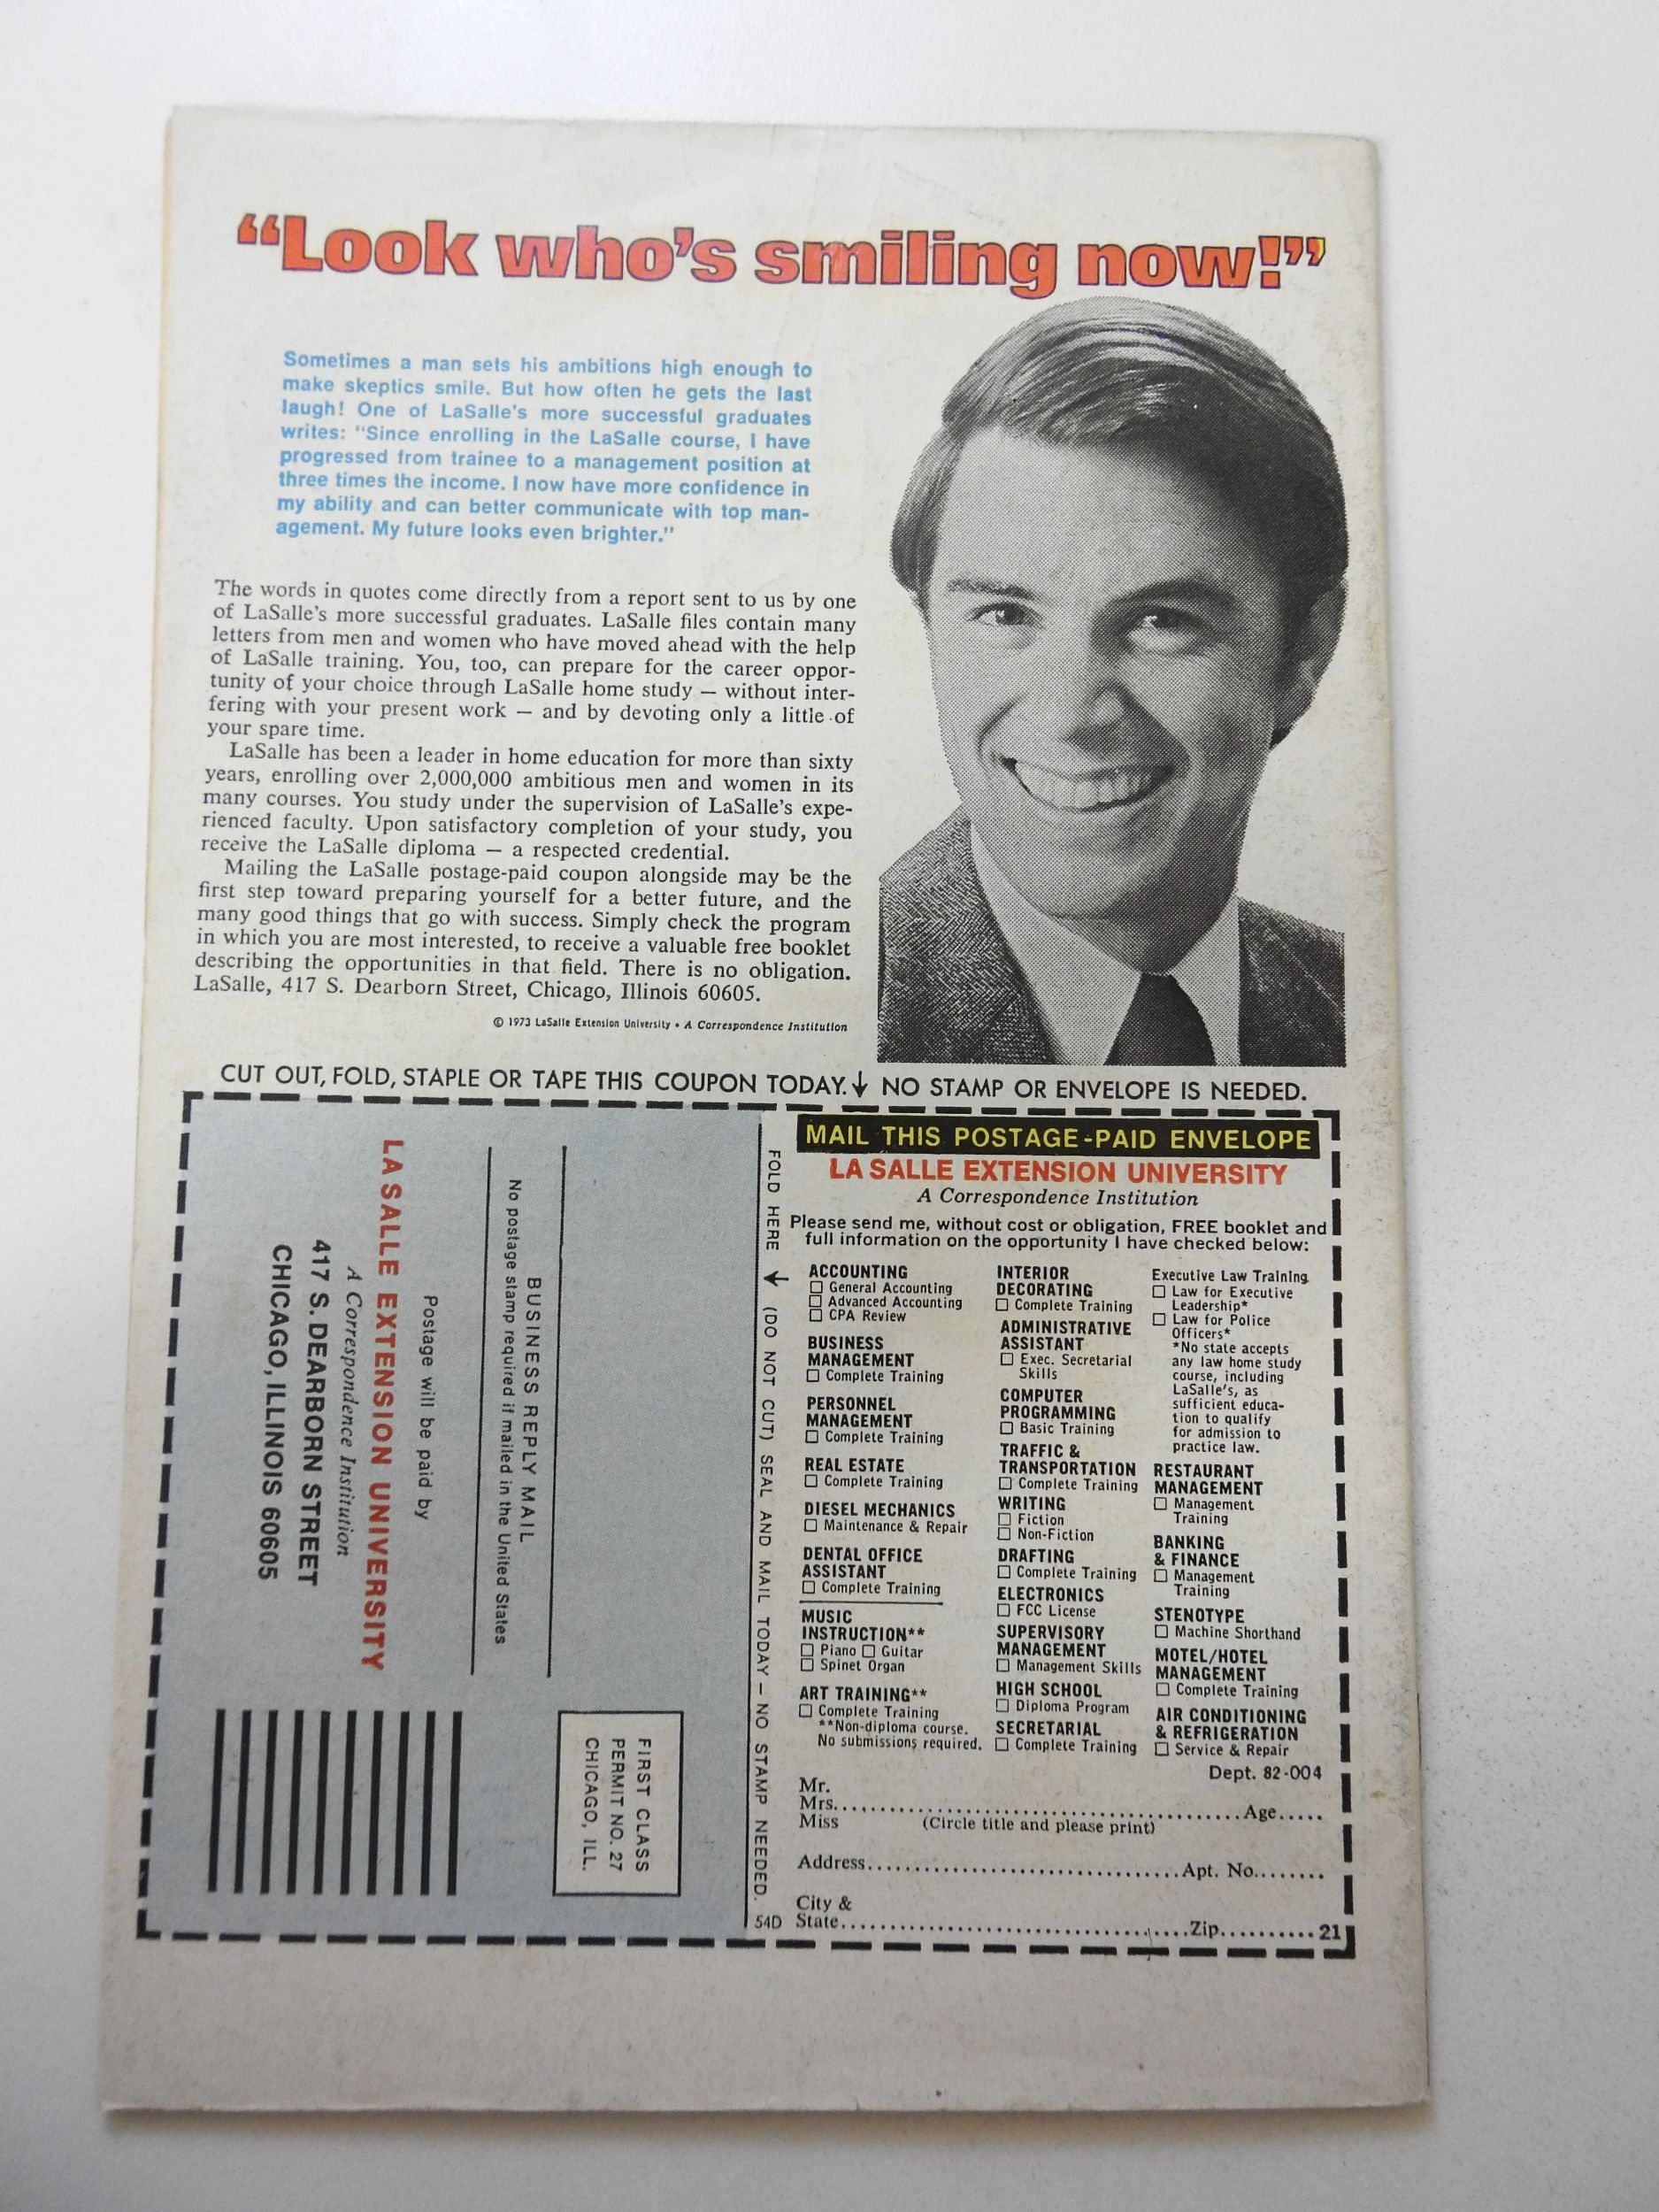 “Look who’s smiling now!”
Sometimes a man sets his ambitions high enough to
make skeptics smile. But how often he gets the last
laugh! One of LaSalle's more successful graduates
writes: “Since enrolling in the LaSalle course, I have
progressed from trainee to a management position at
three times the income. I now have more confidence in
my ability and can better communicate with top man-
agement. My future looks even brighter.”
The words in quotes come directly from a report sent to us by one
of LaSalle's more successful graduates. LaSalle files contain many
letters from men and women who have moved ahead with the help
of LaSalle training. You, too, can prepare for the career oppor-
tunity of your choice through LaSalle home study — without inter-
fering with your present work — and by devoting only a little of
your spare time.
LaSalle has been a leader in home education for more than sixty
years, enrolling over 2,000,000 ambitious men and women in its
many courses. You study under the supervision of LaSalle's expe-
rienced faculty. Upon satisfactory completion of your study, you
receive the LaSalle diploma — a respected credential.
Mailing the LaSalle postage-paid coupon alongside may be the
first step toward preparing yourself for a better future, and the
many good things that go with success. Simply check the program
in which you are most interested, to receive a valuable free booklet
describing the opportunities in that field. There is no obligation.
LaSalle, 417 S. Dearborn Street, Chicago, Illinois 60605.
© 1973 LaSalle Extension University • A Correspondence Institution
CUT OUT, FOLD, STAPLE OR TAPE THIS COUPON TODAY.↓ NO STAMP OR ENVELOPE IS NEEDED.
FIRST CLASS
PERMIT NO. 27
CHICAGO, ILL.
BUSINESS REPLY MAIL
No postage stamp required if mailed in the United States
Postage will be paid by
LA SALLE EXTENSION UNIVERSITY
A Correspondence Institution
417 S. DEARBORN STREET
CHICAGO, ILLINOIS 60605
FOLD HERE ↓ (DO NOT CUT) SEAL AND MAIL TODAY — NO STAMP NEEDED.
54D
MAIL THIS POSTAGE-PAID ENVELOPE
LA SALLE EXTENSION UNIVERSITY
A Correspondence Institution
Please send me, without cost or obligation, FREE booklet and
full information on the opportunity I have checked below:
ACCOUNTING
☐ General Accounting
☐ Advanced Accounting
☐ CPA Review
BUSINESS
MANAGEMENT
☐ Complete Training
PERSONNEL
MANAGEMENT
☐ Complete Training
REAL ESTATE
☐ Complete Training
DIESEL MECHANICS
☐ Maintenance & Repair
DENTAL OFFICE
ASSISTANT
☐ Complete Training
MUSIC
INSTRUCTION**
☐ Piano ☐ Guitar
☐ Spinet Organ
ART TRAINING**
☐ Complete Training
**Non-diploma course.
No submissions required.
INTERIOR
DECORATING
☐ Complete Training
ADMINISTRATIVE
ASSISTANT
☐ Exec. Secretarial
Skills
COMPUTER
PROGRAMMING
☐ Basic Training
TRAFFIC &
TRANSPORTATION
☐ Complete Training
WRITING
☐ Fiction
☐ Non-Fiction
DRAFTING
☐ Complete Training
ELECTRONICS
☐ FCC License
SUPERVISORY
MANAGEMENT
☐ Management Skills
HIGH SCHOOL
☐ Diploma Program
SECRETARIAL
☐ Complete Training
Executive Law Training
☐ Law for Executive
Leadership*
☐ Law for Police
Officers*
*No state accepts
any law home study
course, including
LaSalle's, as
sufficient educa-
tion to qualify
for admission to
practice law.
RESTAURANT
MANAGEMENT
☐ Management
Training
BANKING
& FINANCE
☐ Management
Training
STENOTYPE
☐ Machine Shorthand
MOTEL/HOTEL
MANAGEMENT
☐ Complete Training
AIR CONDITIONING
& REFRIGERATION
☐ Service & Repair
Dept. 82-004
Mr.
Mrs..................................................Age.....
Miss (Circle title and please print)
Address......................................Apt. No........
City &
State..........................................Zip..........21